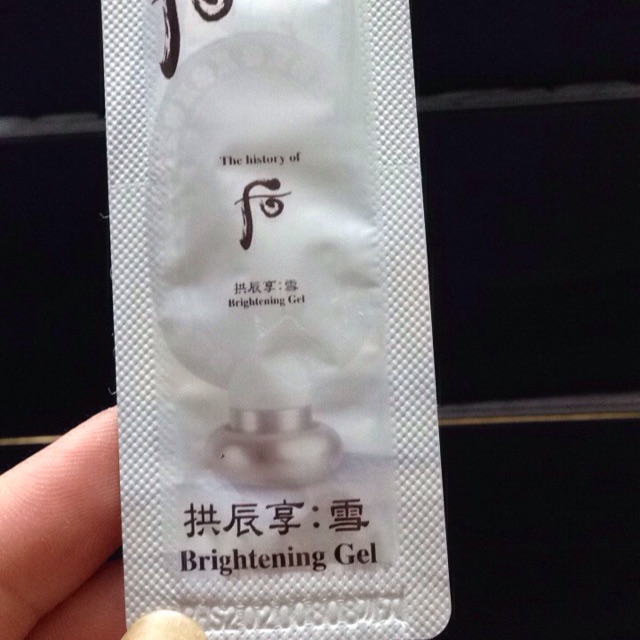 The history of
后
拱辰享:雪
Brightening Gel
拱辰享:雪
Brightening Gel